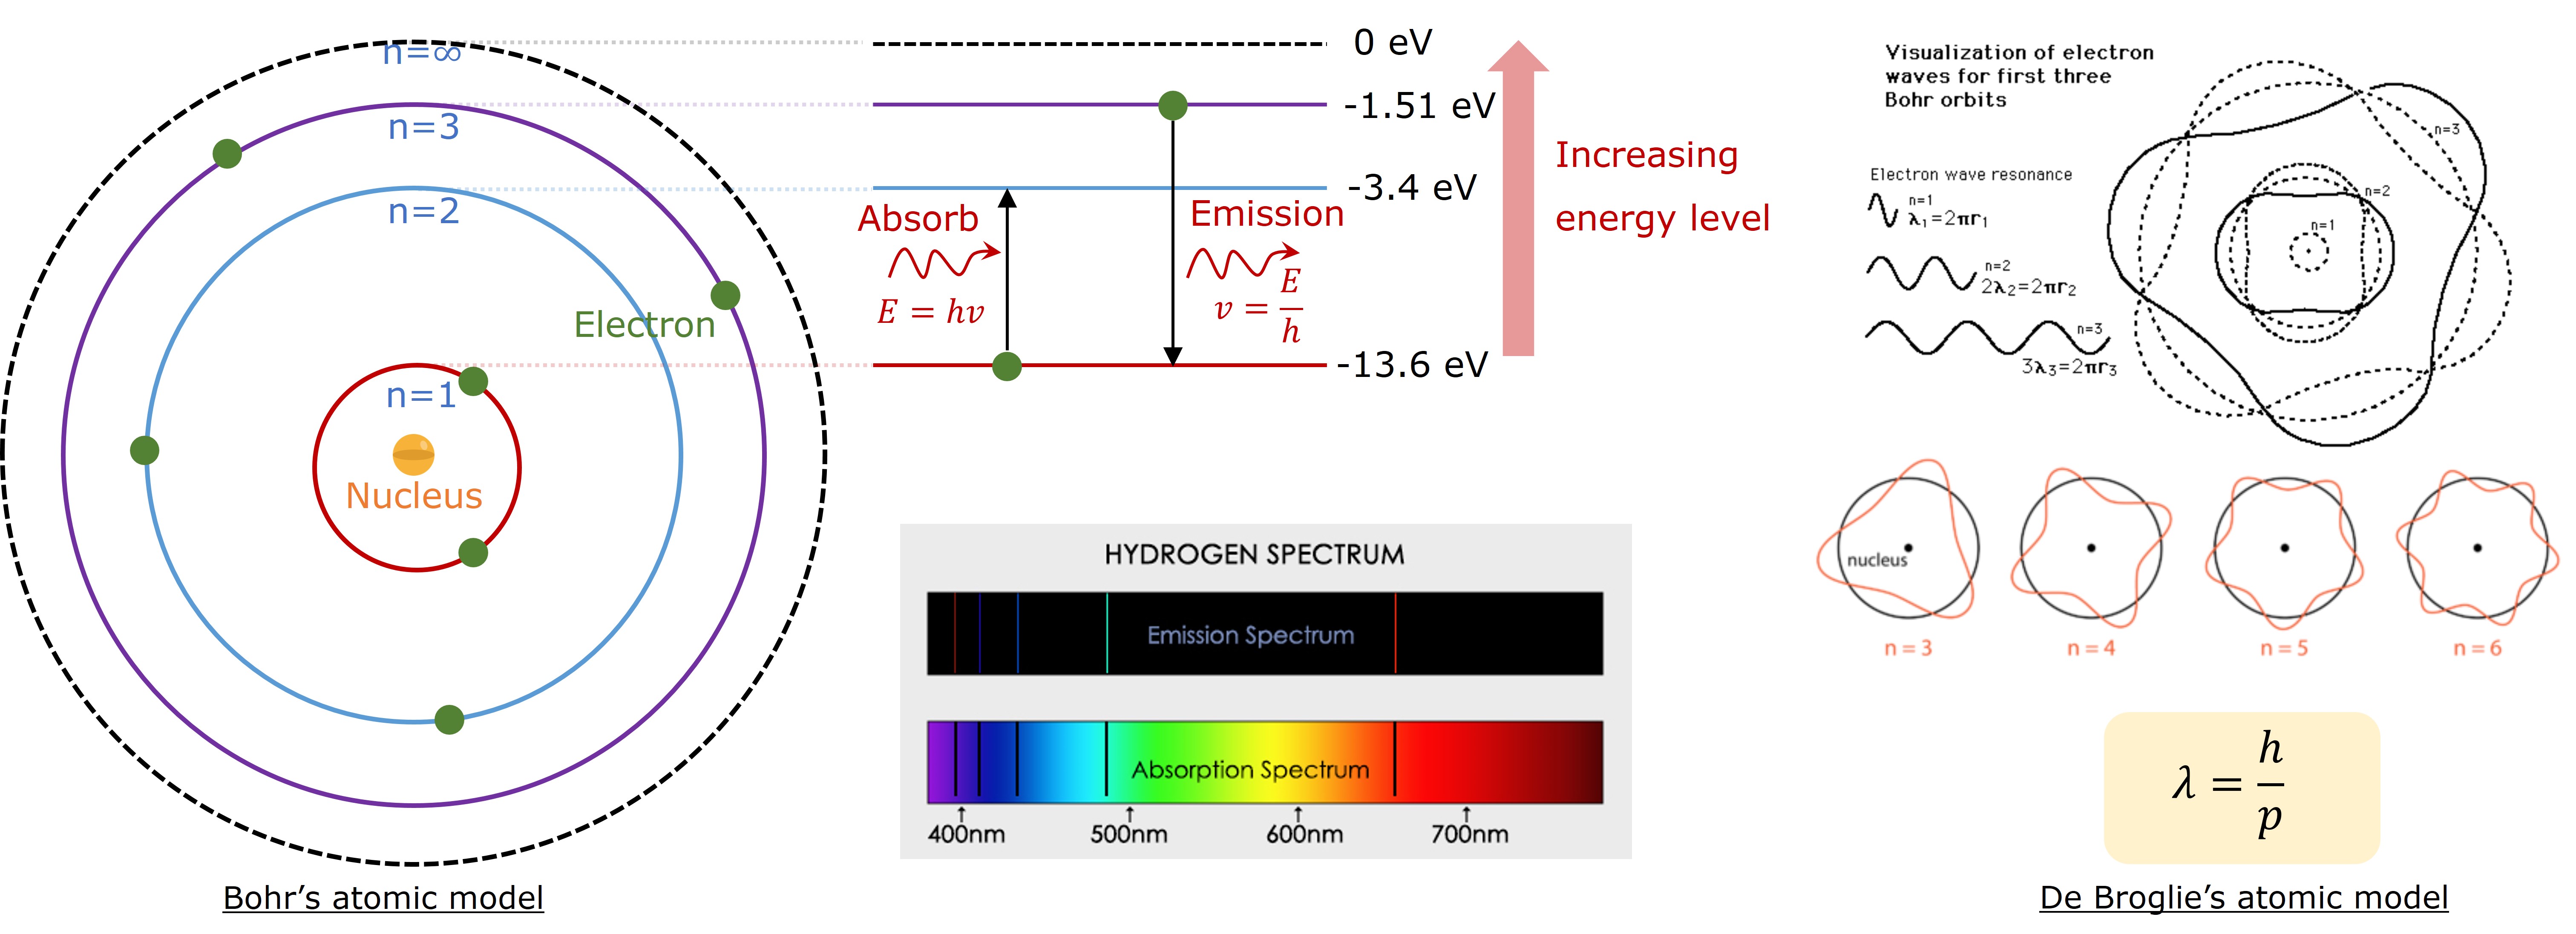 n=∞
n=3
n=2
n=1
Electron
Nucleus
Bohr's atomic model
0 eV
-1.51 eV
-3.4 eV
-13.6 eV
Absorb
E = hv
Emission
v = E/h
Increasing
energy level
HYDROGEN SPECTRUM
Emission Spectrum
Absorption Spectrum
400nm 500nm 600nm 700nm
Visualization of electron
waves for first three
Bohr orbits
Electron wave resonance
n=1
λ₁=2πr₁
n=2
2λ₂=2πr₂
n=3
3λ₃=2πr₃
n=3
n=2
n=1
nucleus
n = 3 n = 4 n = 5 n = 6
λ = h/p
De Broglie's atomic model